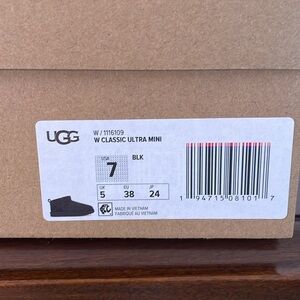 UGG
W / 1116109
W CLASSIC ULTRA MINI
USA
7
BLK
UK EU JP
5 38 24
MADE IN VIETNAM
FABRIQUÉ AU VIETNAM
1 94715 08101 7